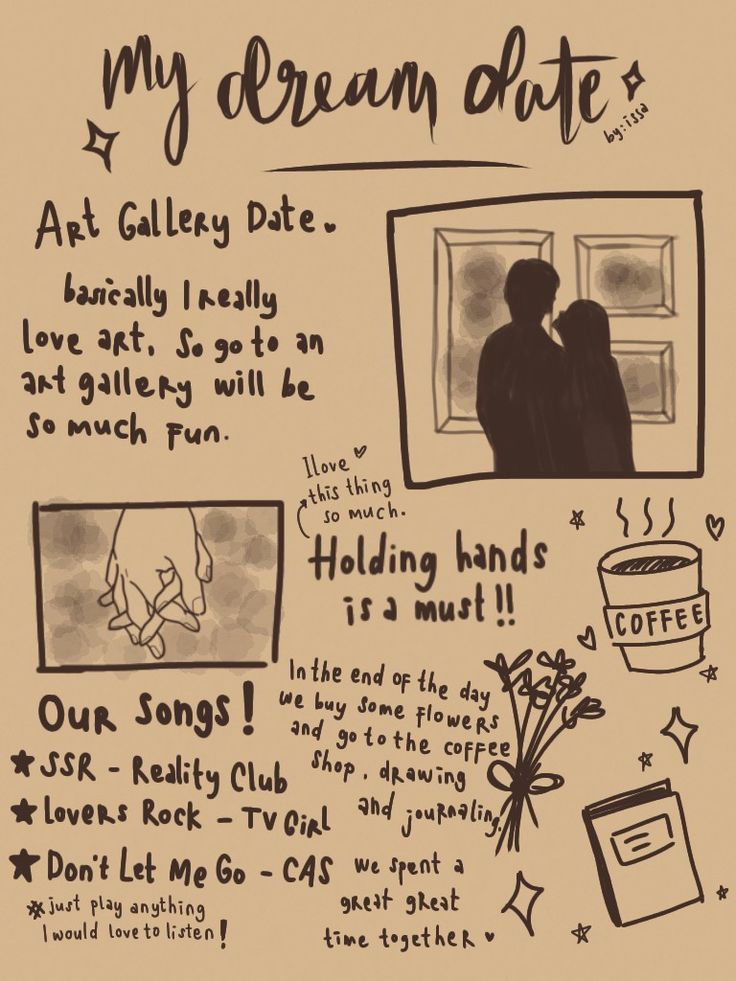 my dream date
by: issa
Art Gallery Date.
basically I really
love art, So go to an
art gallery will be
so much fun.
I love
this thing
so much.
Holding hands
is a must!!
COFFEE
In the end of the day
we buy some flowers
and go to the coffee
shop, drawing
and journaling.
we spent a
great great
time together
Our songs!
SSR - Reality Club
Lovers Rock - TV Girl
Don't Let Me Go - CAS
just play anything
I would love to listen!